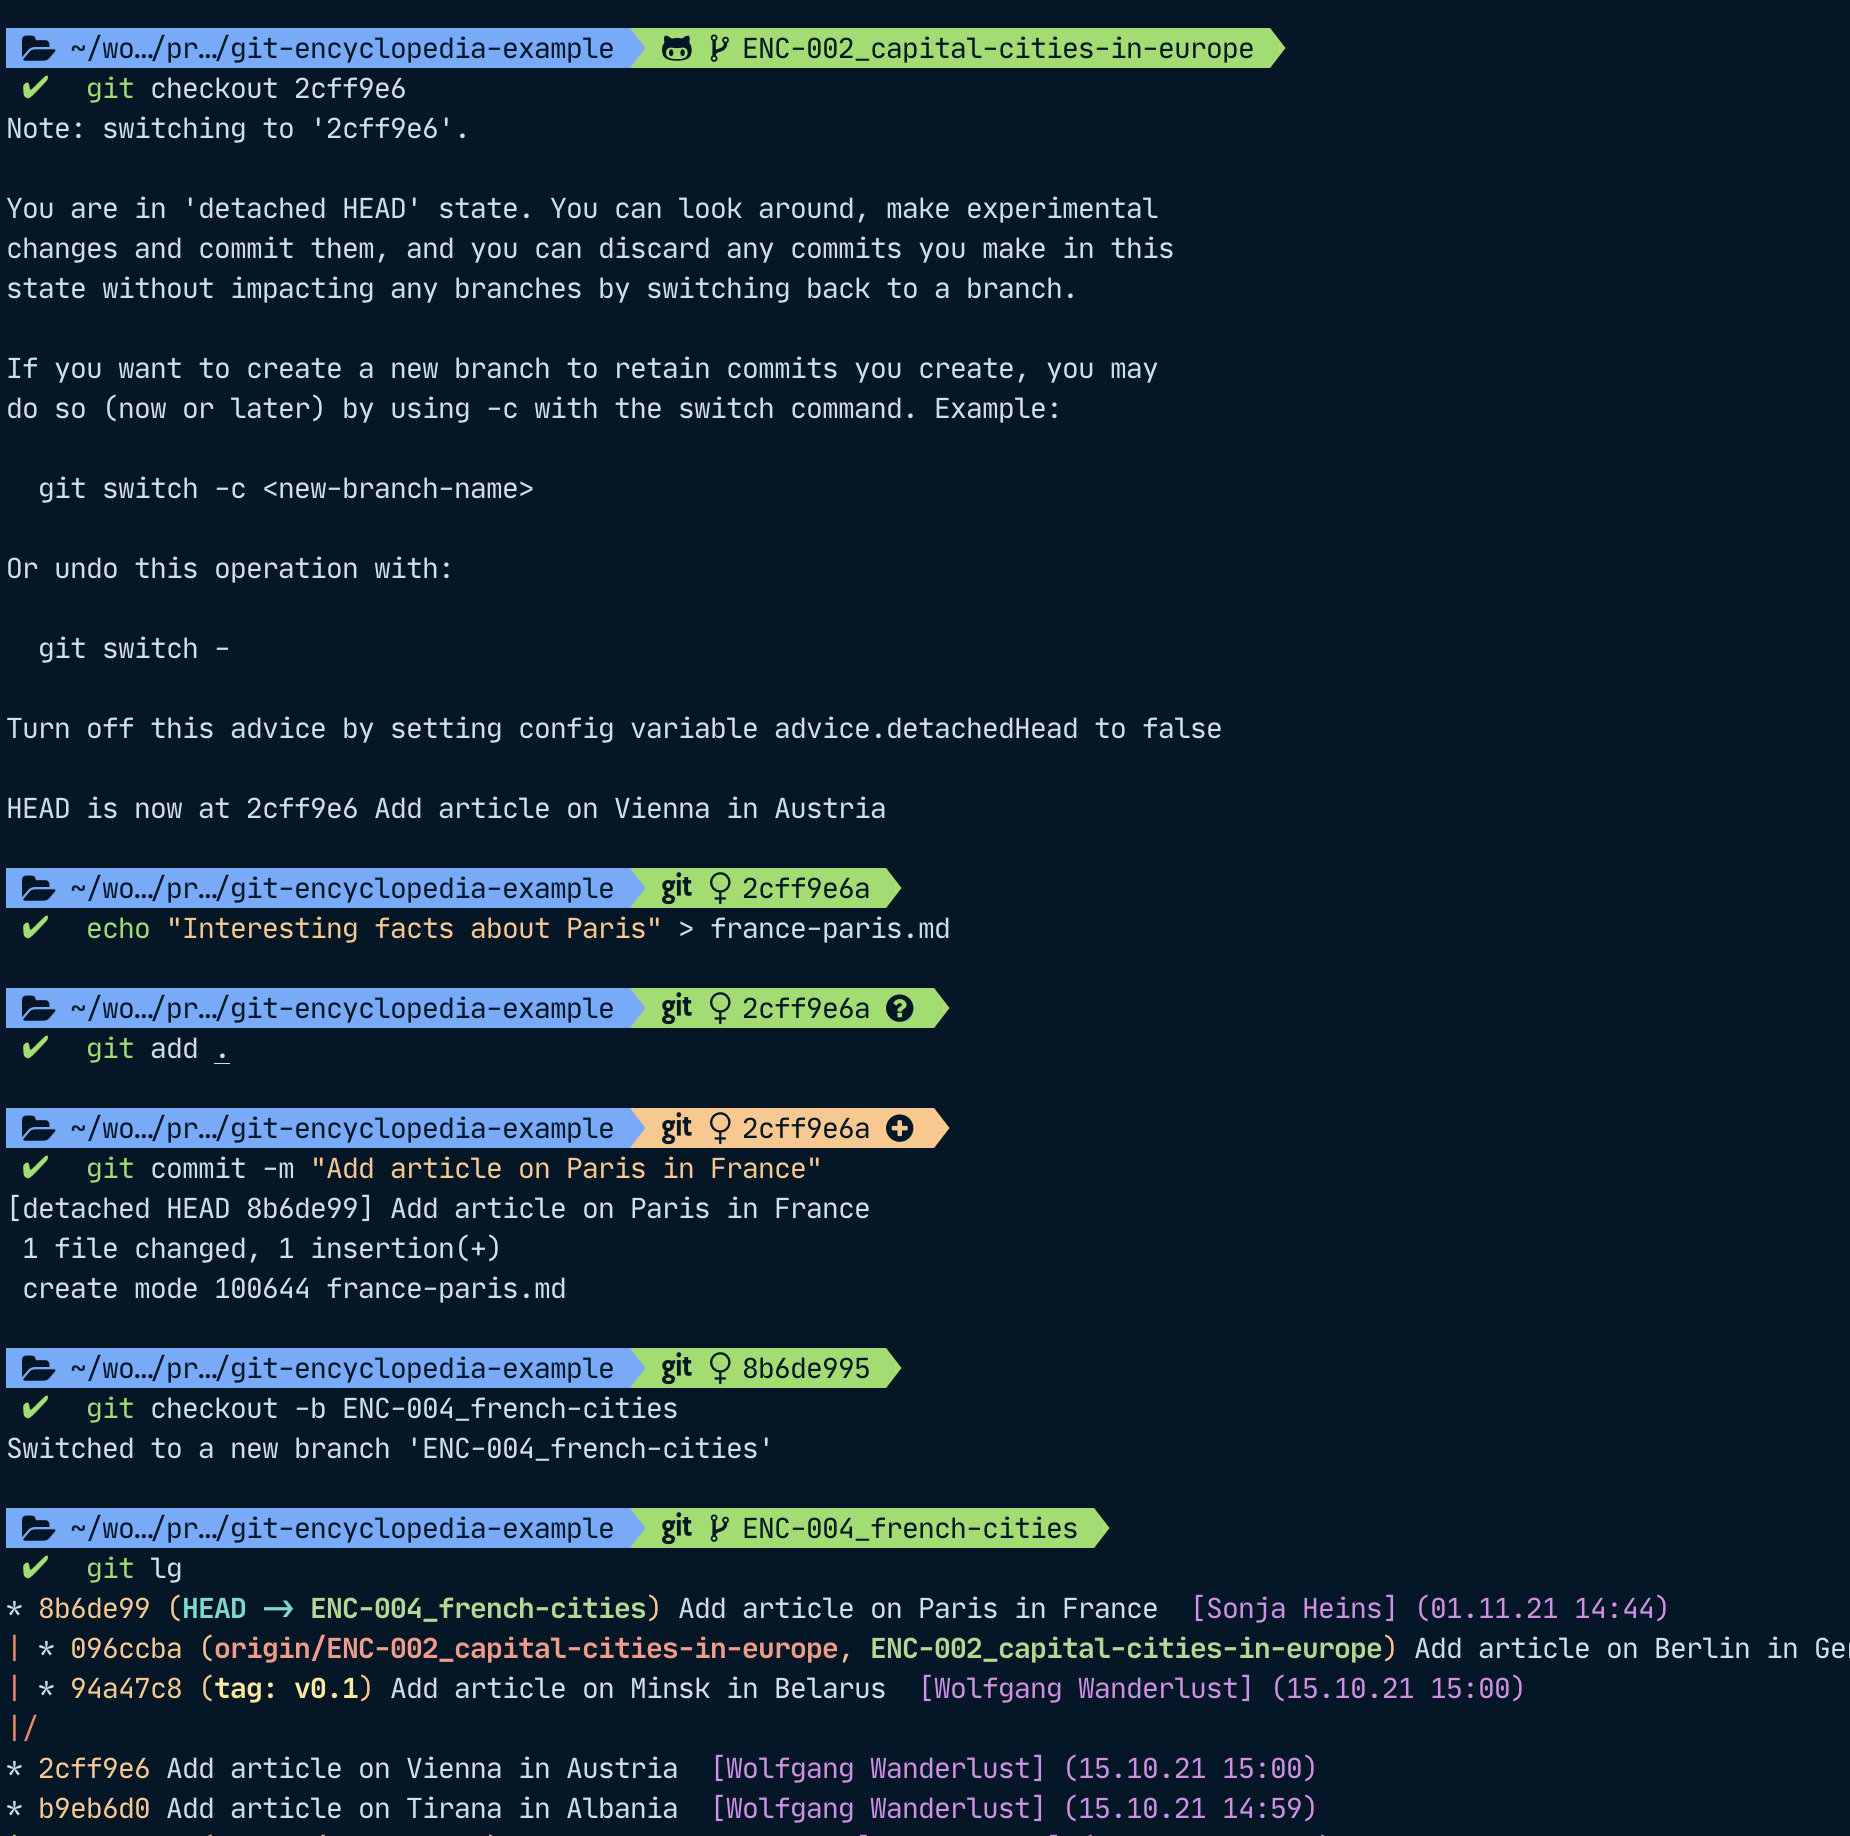 ~/wo…/pr…/git-encyclopedia-example ENC-002_capital-cities-in-europe
✔ git checkout 2cff9e6
Note: switching to '2cff9e6'.
You are in 'detached HEAD' state. You can look around, make experimental
changes and commit them, and you can discard any commits you make in this
state without impacting any branches by switching back to a branch.
If you want to create a new branch to retain commits you create, you may
do so (now or later) by using -c with the switch command. Example:
git switch -c <new-branch-name>
Or undo this operation with:
git switch -
Turn off this advice by setting config variable advice.detachedHead to false
HEAD is now at 2cff9e6 Add article on Vienna in Austria
~/wo…/pr…/git-encyclopedia-example git 2cff9e6a
✔ echo "Interesting facts about Paris" > france-paris.md
~/wo…/pr…/git-encyclopedia-example git 2cff9e6a ?
✔ git add .
~/wo…/pr…/git-encyclopedia-example git 2cff9e6a +
✔ git commit -m "Add article on Paris in France"
[detached HEAD 8b6de99] Add article on Paris in France
1 file changed, 1 insertion(+)
create mode 100644 france-paris.md
~/wo…/pr…/git-encyclopedia-example git 8b6de995
✔ git checkout -b ENC-004_french-cities
Switched to a new branch 'ENC-004_french-cities'
~/wo…/pr…/git-encyclopedia-example git ENC-004_french-cities
✔ git lg
* 8b6de99 (HEAD -> ENC-004_french-cities) Add article on Paris in France [Sonja Heins] (01.11.21 14:44)
| * 096ccba (origin/ENC-002_capital-cities-in-europe, ENC-002_capital-cities-in-europe) Add article on Berlin in
| * 94a47c8 (tag: v0.1) Add article on Minsk in Belarus [Wolfgang Wanderlust] (15.10.21 15:00)
|/
* 2cff9e6 Add article on Vienna in Austria [Wolfgang Wanderlust] (15.10.21 15:00)
* b9eb6d0 Add article on Tirana in Albania [Wolfgang Wanderlust] (15.10.21 14:59)